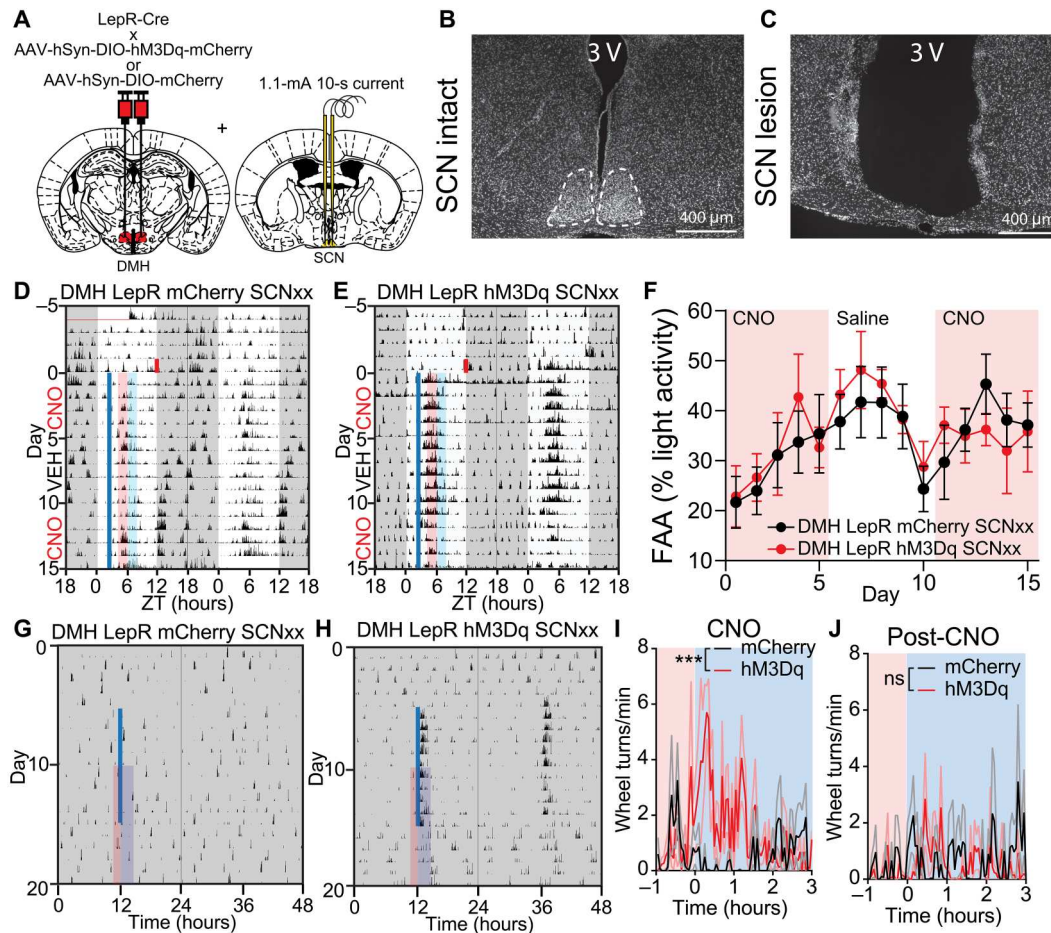 A
LepR-Cre
x
AAV-hSyn-DIO-hM3Dq-mCherry
or
AAV-hSyn-DIO-mCherry
+
1.1-mA 10-s current
DMH
SCN
B
SCN intact
3 V
400 µm
C
SCN lesion
3 V
400 µm
D
DMH LepR mCherry SCNxx
−5
0
5
10
15
Day
CNO
VEH
CNO
18 0 6 12 18 0 6 12 18
ZT (hours)
E
DMH LepR hM3Dq SCNxx
−5
0
5
10
15
Day
CNO
VEH
CNO
18 0 6 12 18 0 6 12 18
ZT (hours)
F
FAA (% light activity)
60
50
40
30
20
10
CNO Saline CNO
DMH LepR mCherry SCNxx
DMH LepR hM3Dq SCNxx
0 5 10 15
Day
G
DMH LepR mCherry SCNxx
0
10
20
Day
0 12 24 36 48
Time (hours)
H
DMH LepR hM3Dq SCNxx
0
10
20
Day
0 12 24 36 48
Time (hours)
I
CNO
Wheel turns/min
8
6
4
2
0
***
mCherry
hM3Dq
−1 0 1 2 3
Time (hours)
J
Post-CNO
Wheel turns/min
8
6
4
2
0
ns
mCherry
hM3Dq
−1 0 1 2 3
Time (hours)